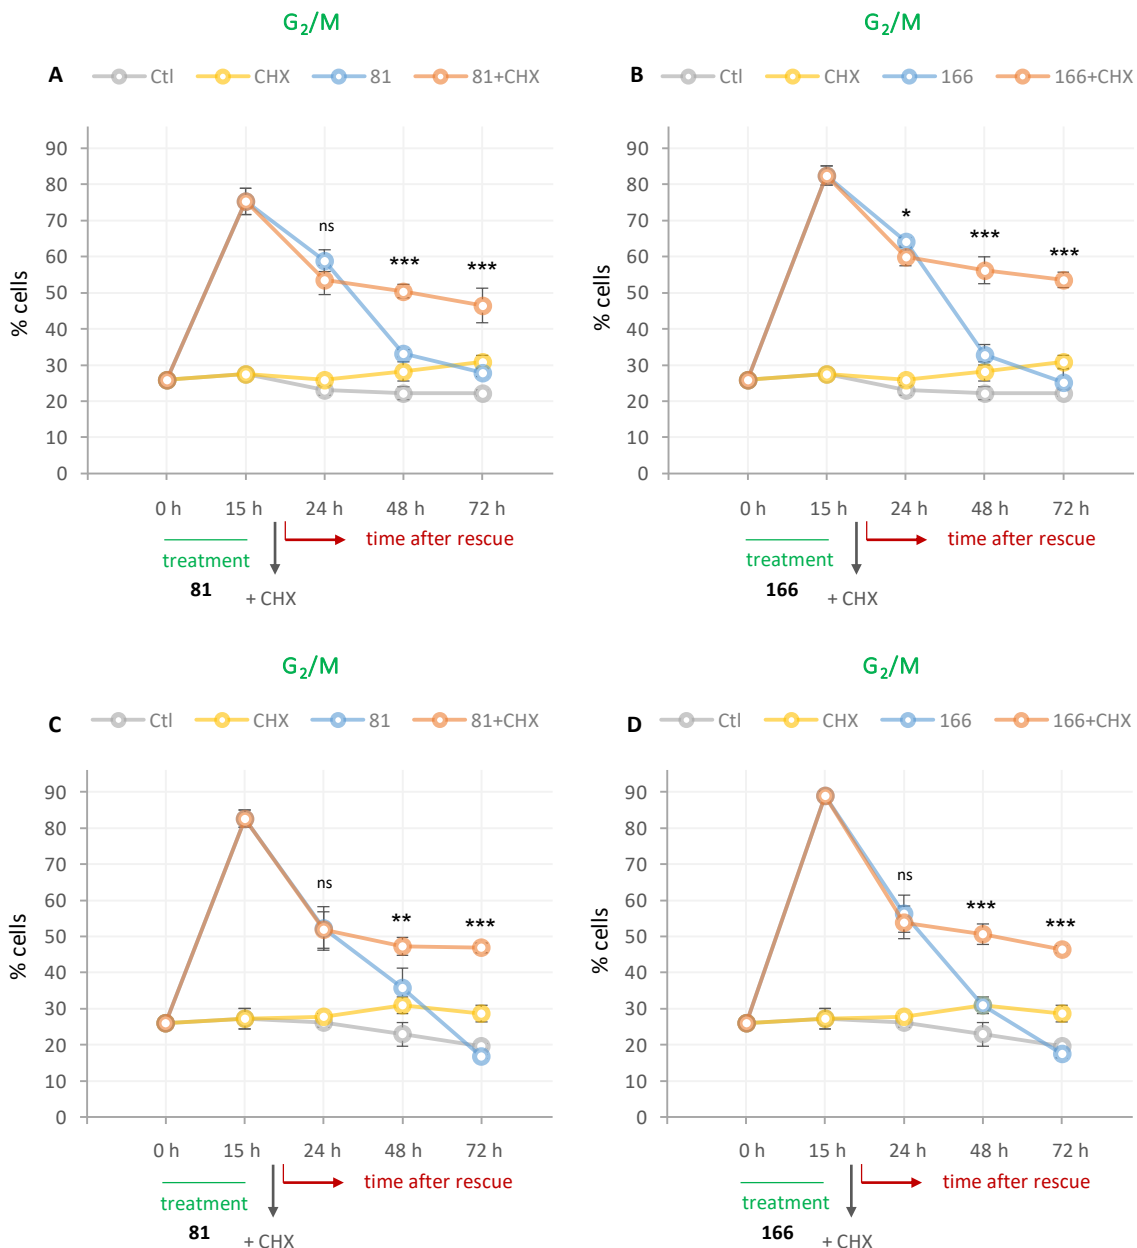 G₂/M
A Ctl CHX 81 81+CHX
% cells
90
80
70
60
50
40
30
20
10
0
ns *** ***
0 h 15 h 24 h 48 h 72 h
treatment
time after rescue
81
+ CHX
G₂/M
B Ctl CHX 166 166+CHX
% cells
90
80
70
60
50
40
30
20
10
0
* *** ***
0 h 15 h 24 h 48 h 72 h
treatment
time after rescue
166
+ CHX
G₂/M
C Ctl CHX 81 81+CHX
% cells
90
80
70
60
50
40
30
20
10
0
ns ** ***
0 h 15 h 24 h 48 h 72 h
treatment
time after rescue
81
+ CHX
G₂/M
D Ctl CHX 166 166+CHX
% cells
90
80
70
60
50
40
30
20
10
0
ns *** ***
0 h 15 h 24 h 48 h 72 h
treatment
time after rescue
166
+ CHX